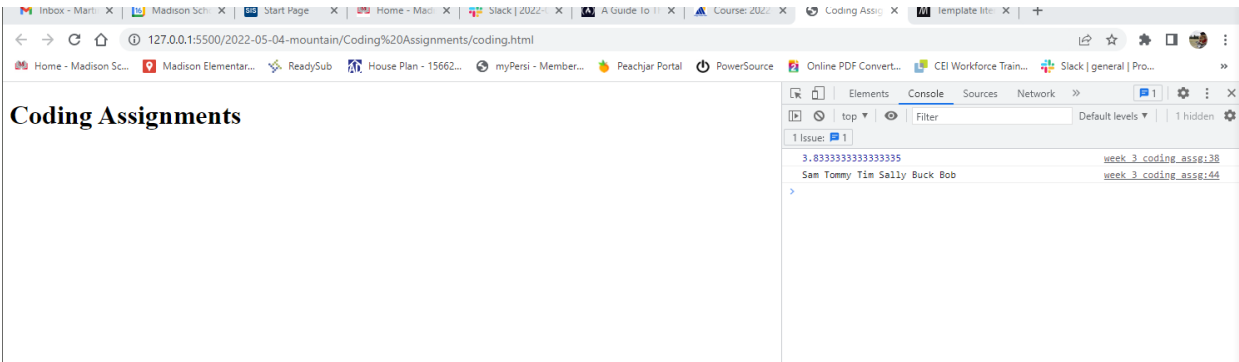 Inbox - Marti Madison Sch Start Page Home - Madi Slack | 2022- A Guide To T Course: 2022 Coding Assig Template lite
127.0.0.1:5500/2022-05-04-mountain/Coding%20Assignments/coding.html
Home - Madison Sc... Madison Elementar... ReadySub House Plan - 15662... myPersi - Member... Peachjar Portal PowerSource Online PDF Convert... CEI Workforce Train... Slack | general | Pro... »
Elements Console Sources Network » 1
Coding Assignments
top ▼ Filter Default levels ▼ 1 hidden
1 Issue: 1
3.8333333333333335 week 3 coding assg:38
Sam Tommy Tim Sally Buck Bob week 3 coding assg:44
>